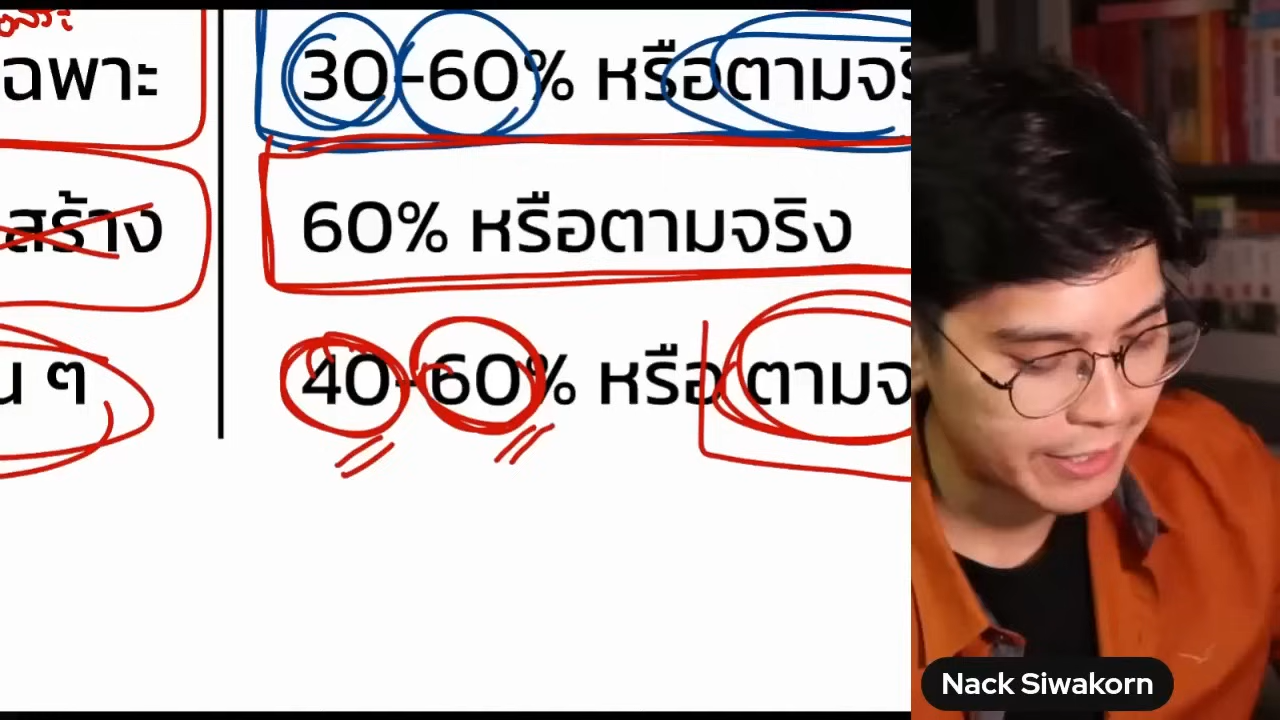 ฉพาะ
30-60% หรือตามจริ
สร้าง
60% หรือตามจริง
น ๆ
40-60% หรือ ตามจ
Nack Siwakorn